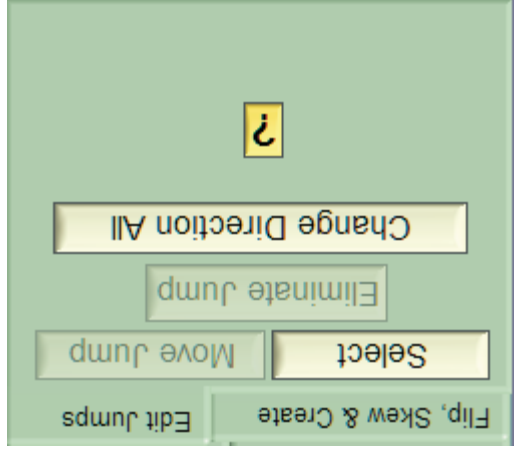 Flip, Skew & Create Edit Jumps
Select Move Jump
Eliminate Jump
Change Direction All
?